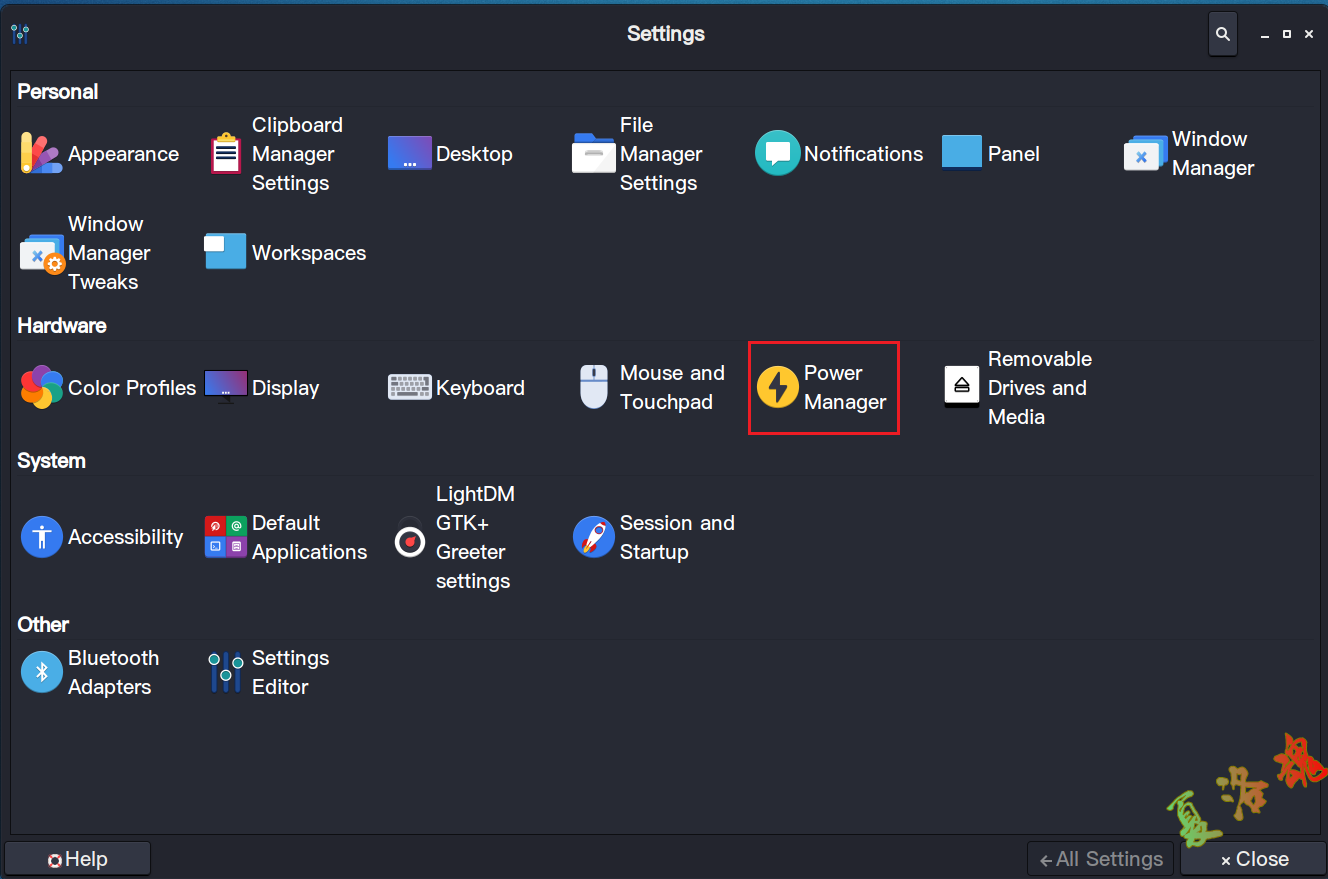 Settings
Personal
Appearance
Clipboard
Manager
Settings
Desktop
File
Manager
Settings
Notifications
Panel
Window
Manager
Window
Manager
Tweaks
Workspaces
Hardware
Color Profiles
Display
Keyboard
Mouse and
Touchpad
Power
Manager
Removable
Drives and
Media
System
Accessibility
Default
Applications
LightDM
GTK+
Greeter
settings
Session and
Startup
Other
Bluetooth
Adapters
Settings
Editor
夏洛
Help
All Settings
Close